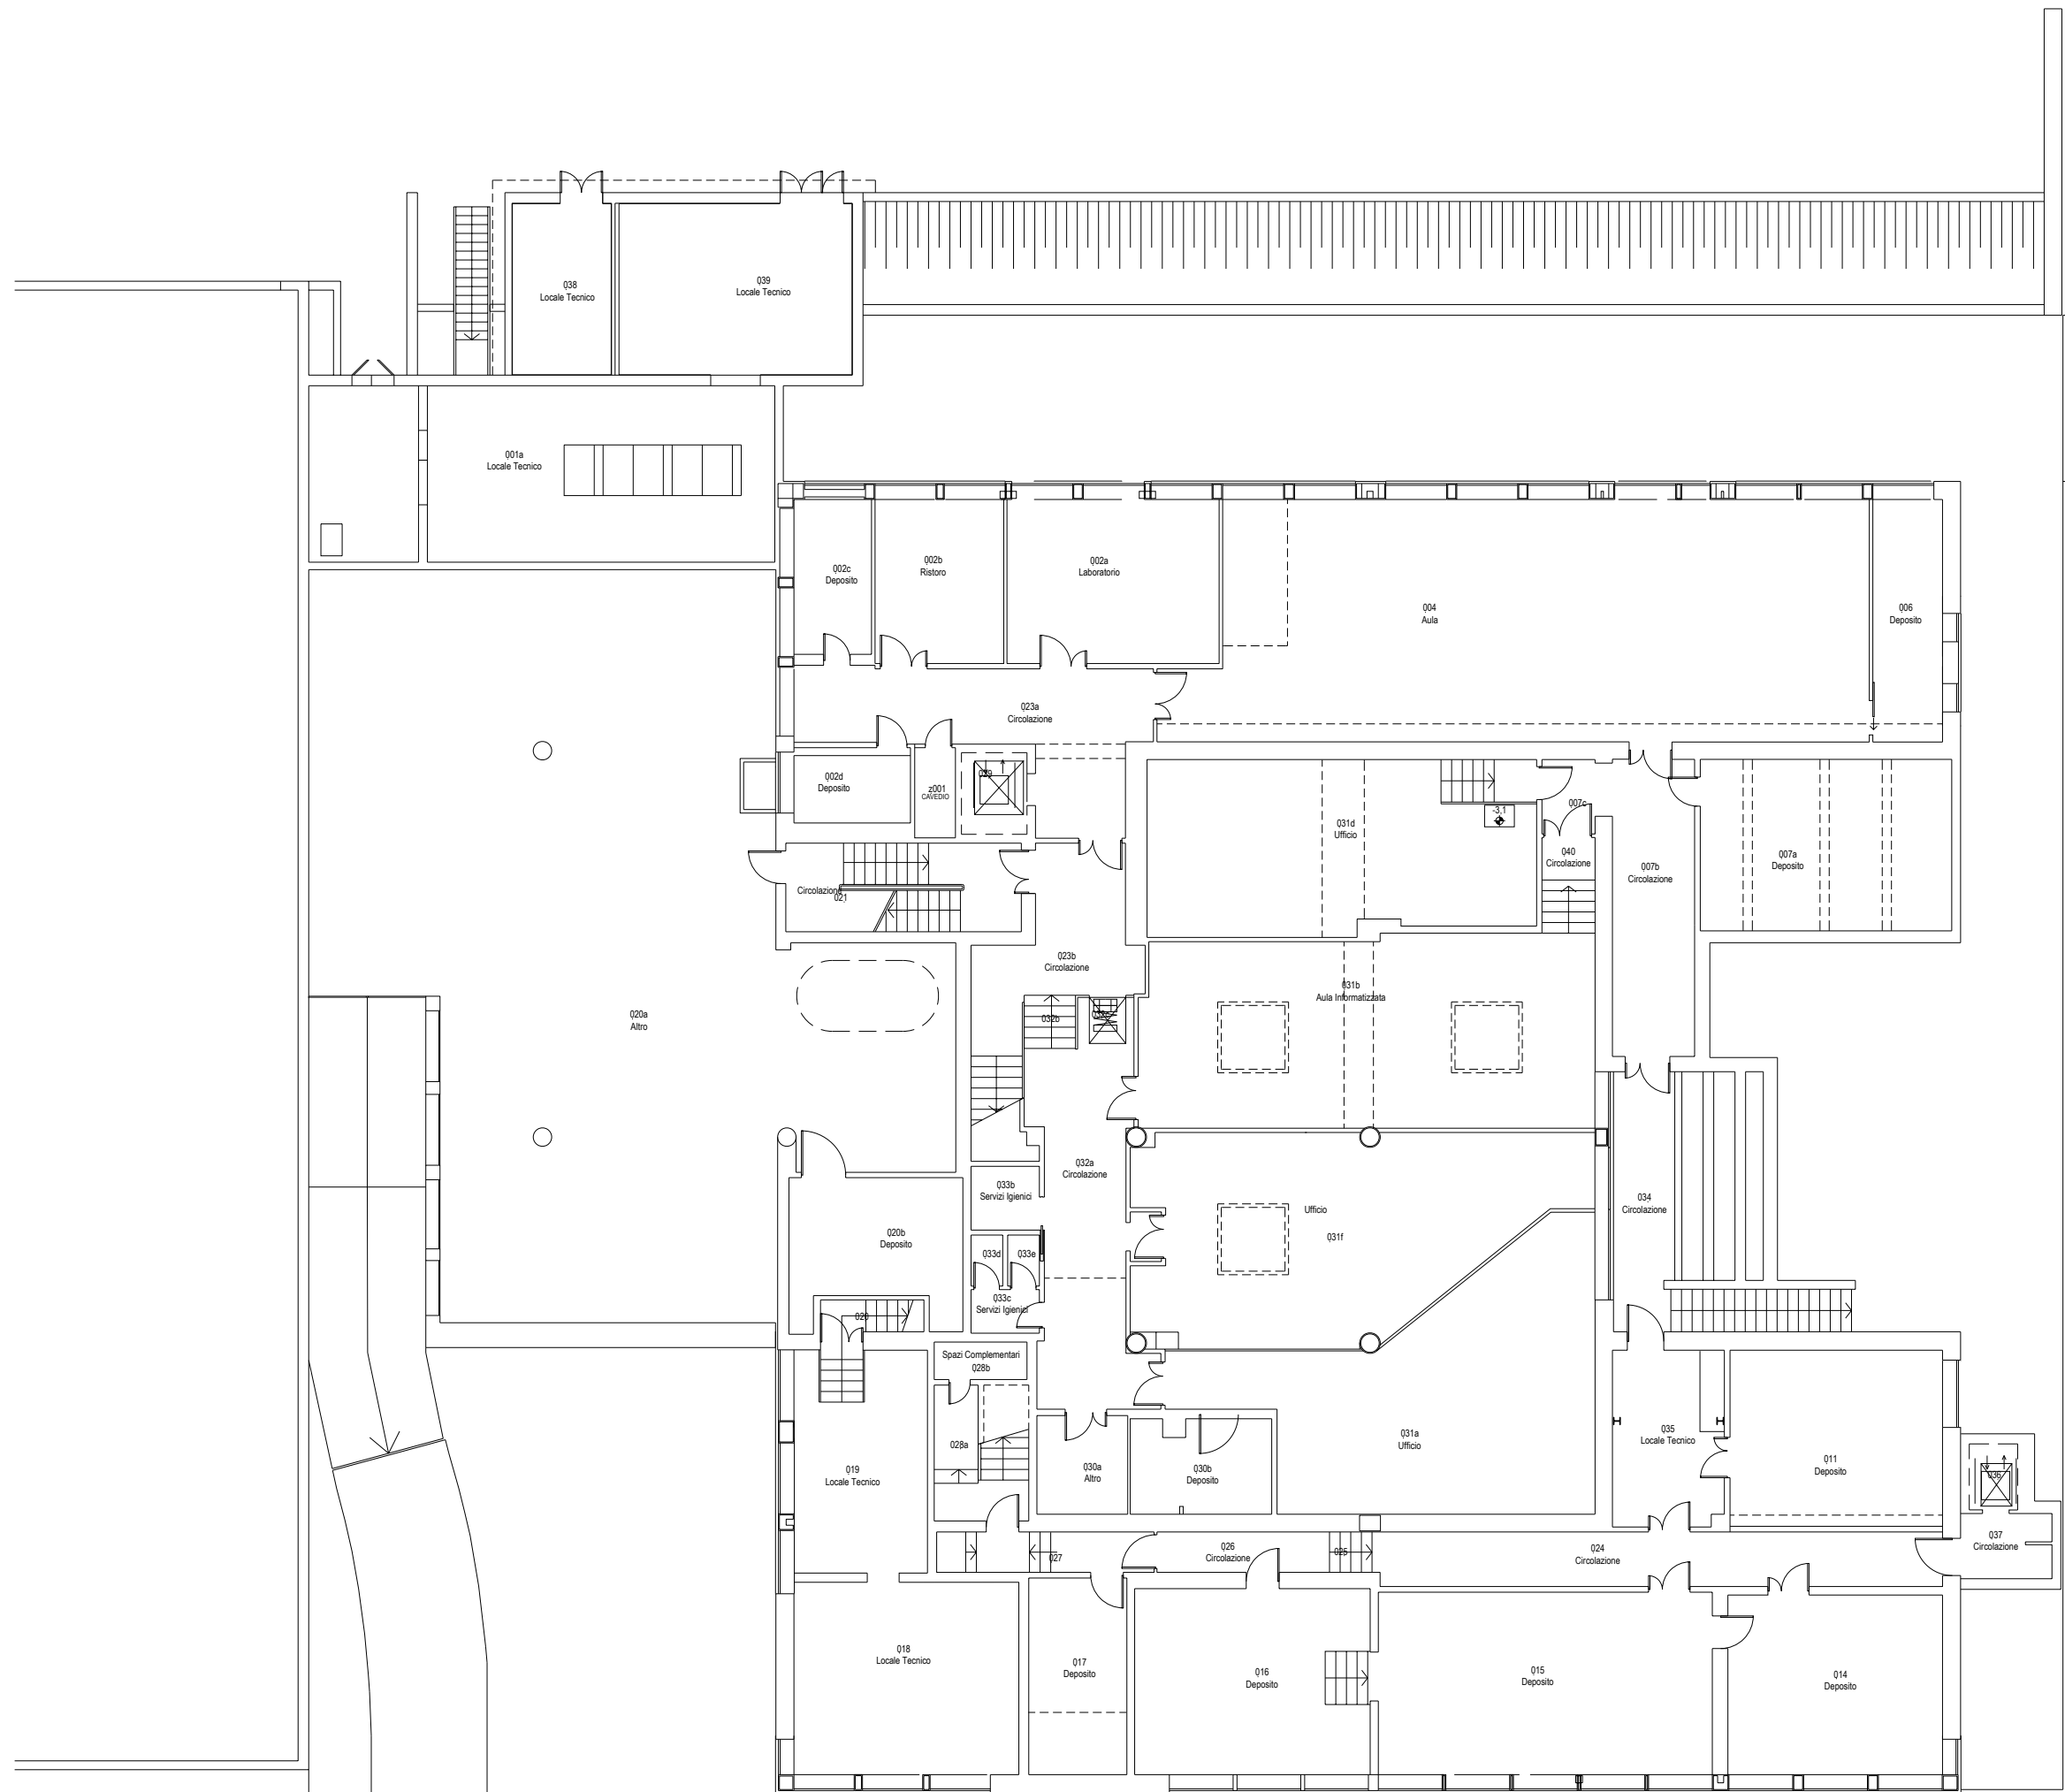 038
Locale Tecnico
039
Locale Tecnico
001a
Locale Tecnico
002c
Deposito
002b
Ristoro
002a
Laboratorio
004
Aula
006
Deposito
023a
Circolazione
002d
Deposito
z001
CAVEDIO
029
-3,1
007c
031d
Ufficio
040
Circolazione
007b
Circolazione
007a
Deposito
Circolazione
021
023b
Circolazione
031b
Aula Informatizzata
020a
Altro
032b
032a
Circolazione
033b
Servizi Igienici
034
Circolazione
Ufficio
031f
020b
Deposito
033d
033e
033c
Servizi Igienici
020
Spazi Complementari
028b
028a
031a
Ufficio
035
Locale Tecnico
011
Deposito
019
Locale Tecnico
030a
Altro
030b
Deposito
036
037
Circolazione
027
026
Circolazione
025
024
Circolazione
018
Locale Tecnico
017
Deposito
016
Deposito
015
Deposito
014
Deposito